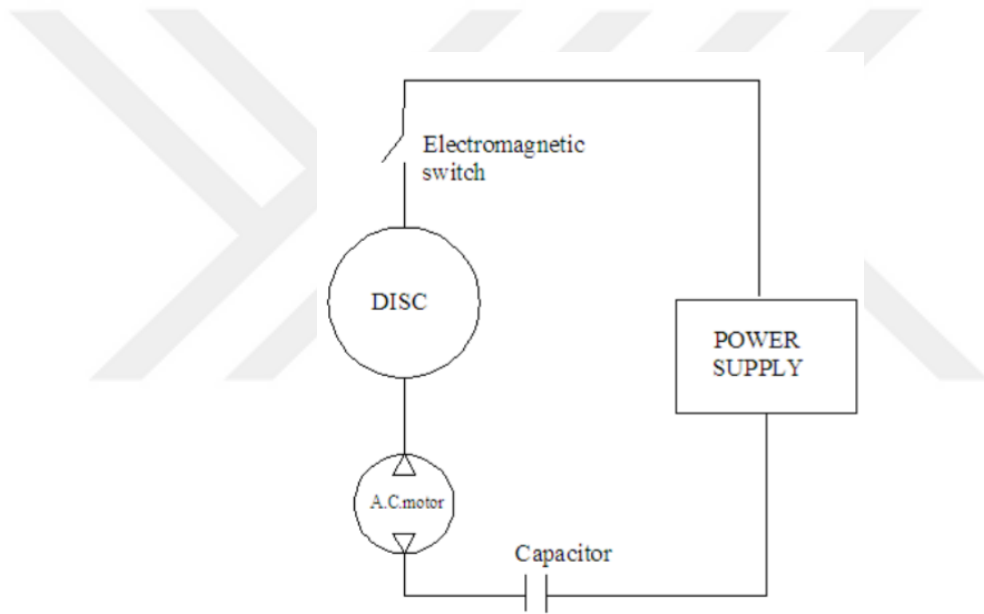 Electromagnetic
switch
DISC
POWER
SUPPLY
A.C.motor
Capacitor